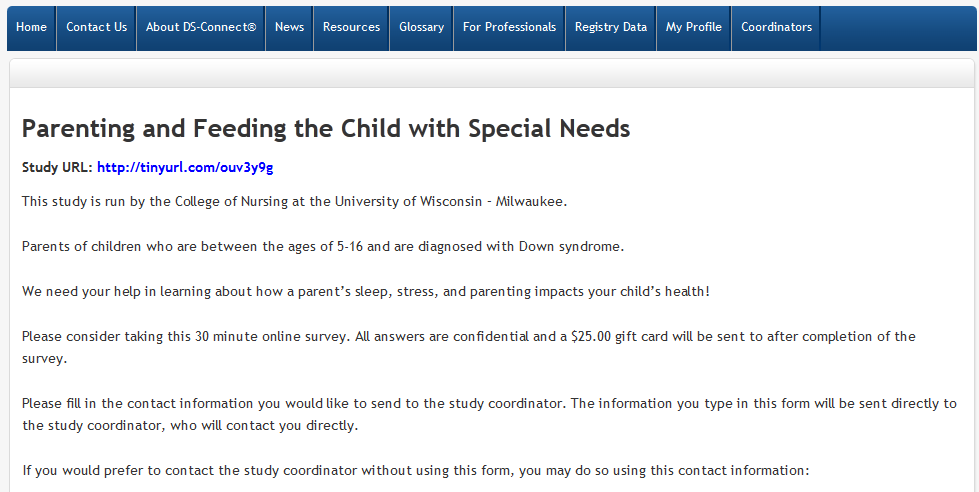 Home Contact Us About DS-Connect® News Resources Glossary For Professionals Registry Data My Profile Coordinators
Parenting and Feeding the Child with Special Needs
Study URL: http://tinyurl.com/ouv3y9g
This study is run by the College of Nursing at the University of Wisconsin - Milwaukee.
Parents of children who are between the ages of 5-16 and are diagnosed with Down syndrome.
We need your help in learning about how a parent's sleep, stress, and parenting impacts your child's health!
Please consider taking this 30 minute online survey. All answers are confidential and a $25.00 gift card will be sent to after completion of the
survey.
Please fill in the contact information you would like to send to the study coordinator. The information you type in this form will be sent directly to
the study coordinator, who will contact you directly.
If you would prefer to contact the study coordinator without using this form, you may do so using this contact information: